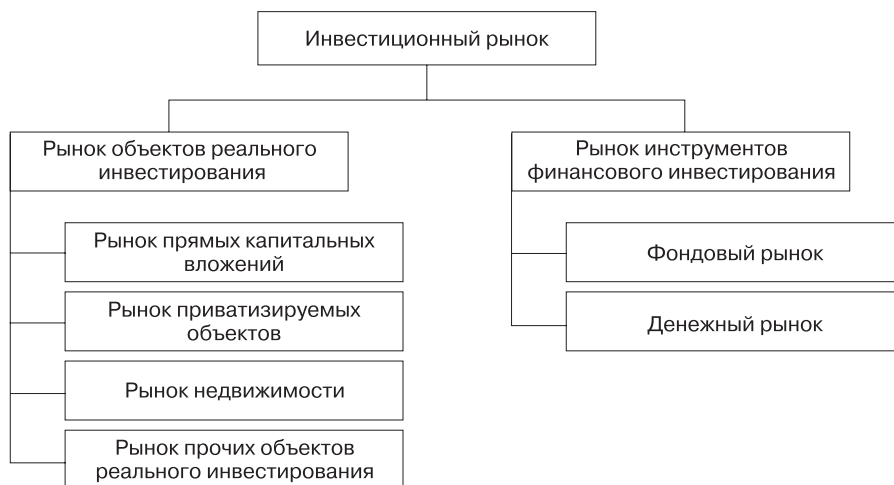 Инвестиционный рынок
Рынок объектов реального
инвестирования
Рынок прямых капитальных
вложений
Рынок приватизируемых
объектов
Рынок недвижимости
Рынок прочих объектов
реального инвестирования
Рынок инструментов
финансового инвестирования
Фондовый рынок
Денежный рынок